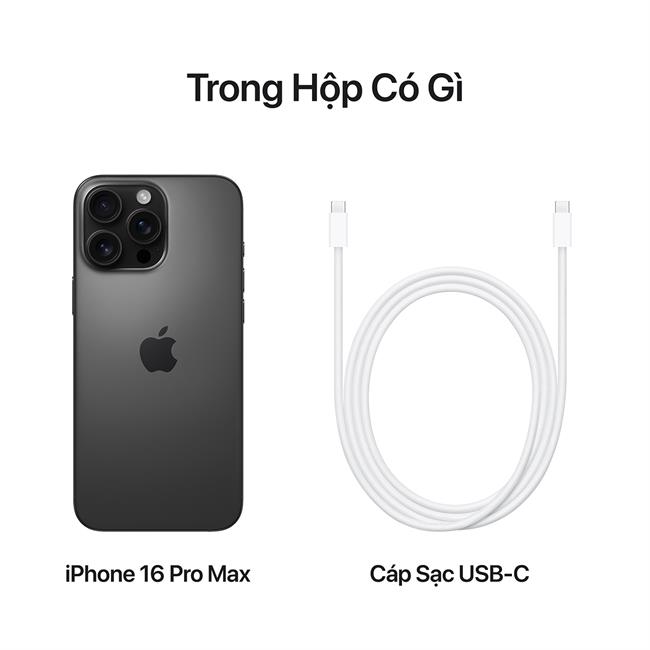 Trong Hộp Có Gì
iPhone 16 Pro Max
Cáp Sạc USB-C